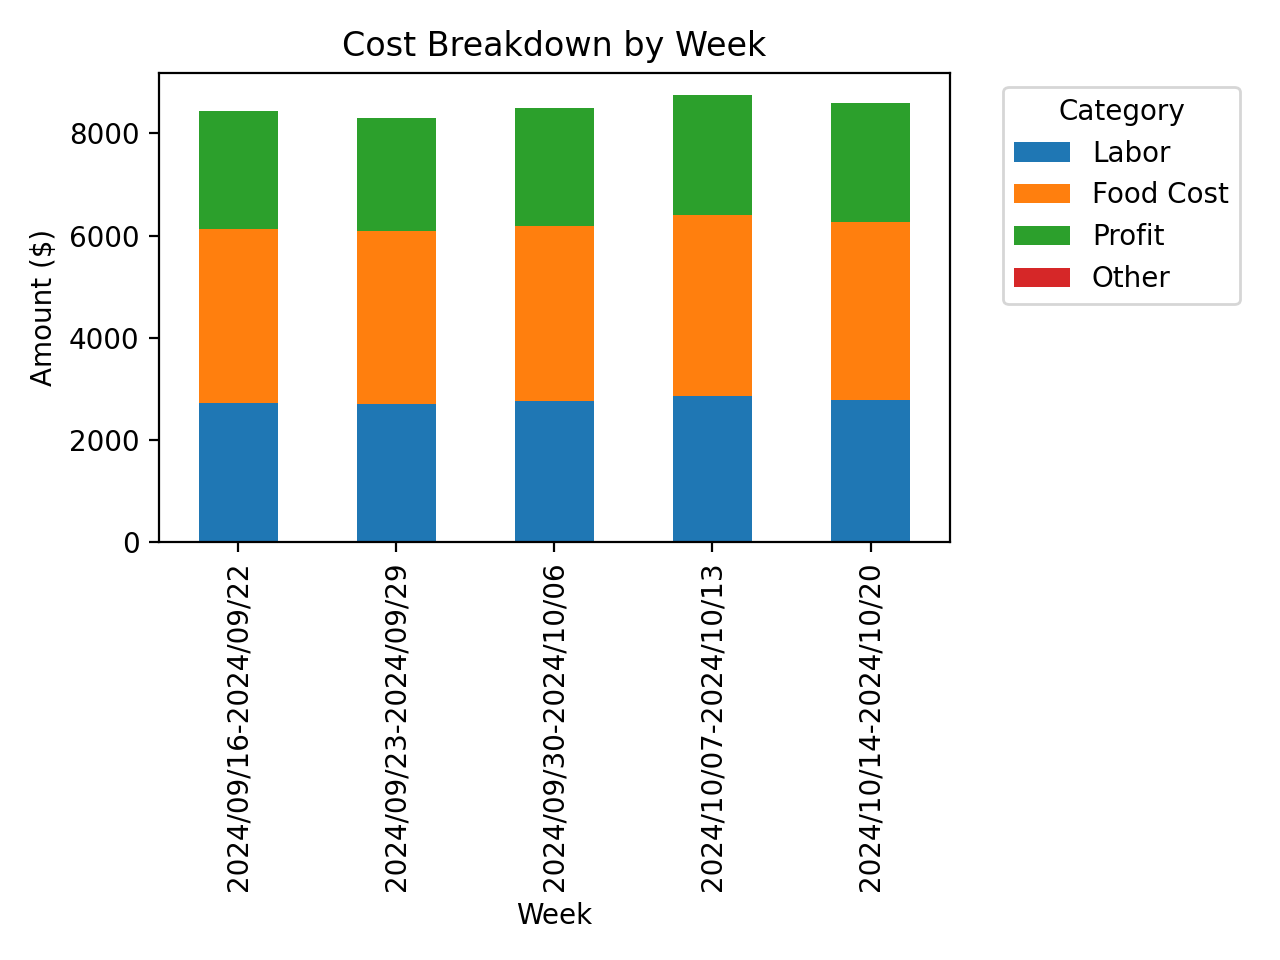 Cost Breakdown by Week
Amount ($)
8000
6000
4000
2000
0
2024/09/16-2024/09/22
2024/09/23-2024/09/29
2024/09/30-2024/10/06
2024/10/07-2024/10/13
2024/10/14-2024/10/20
Week
Category
Labor
Food Cost
Profit
Other